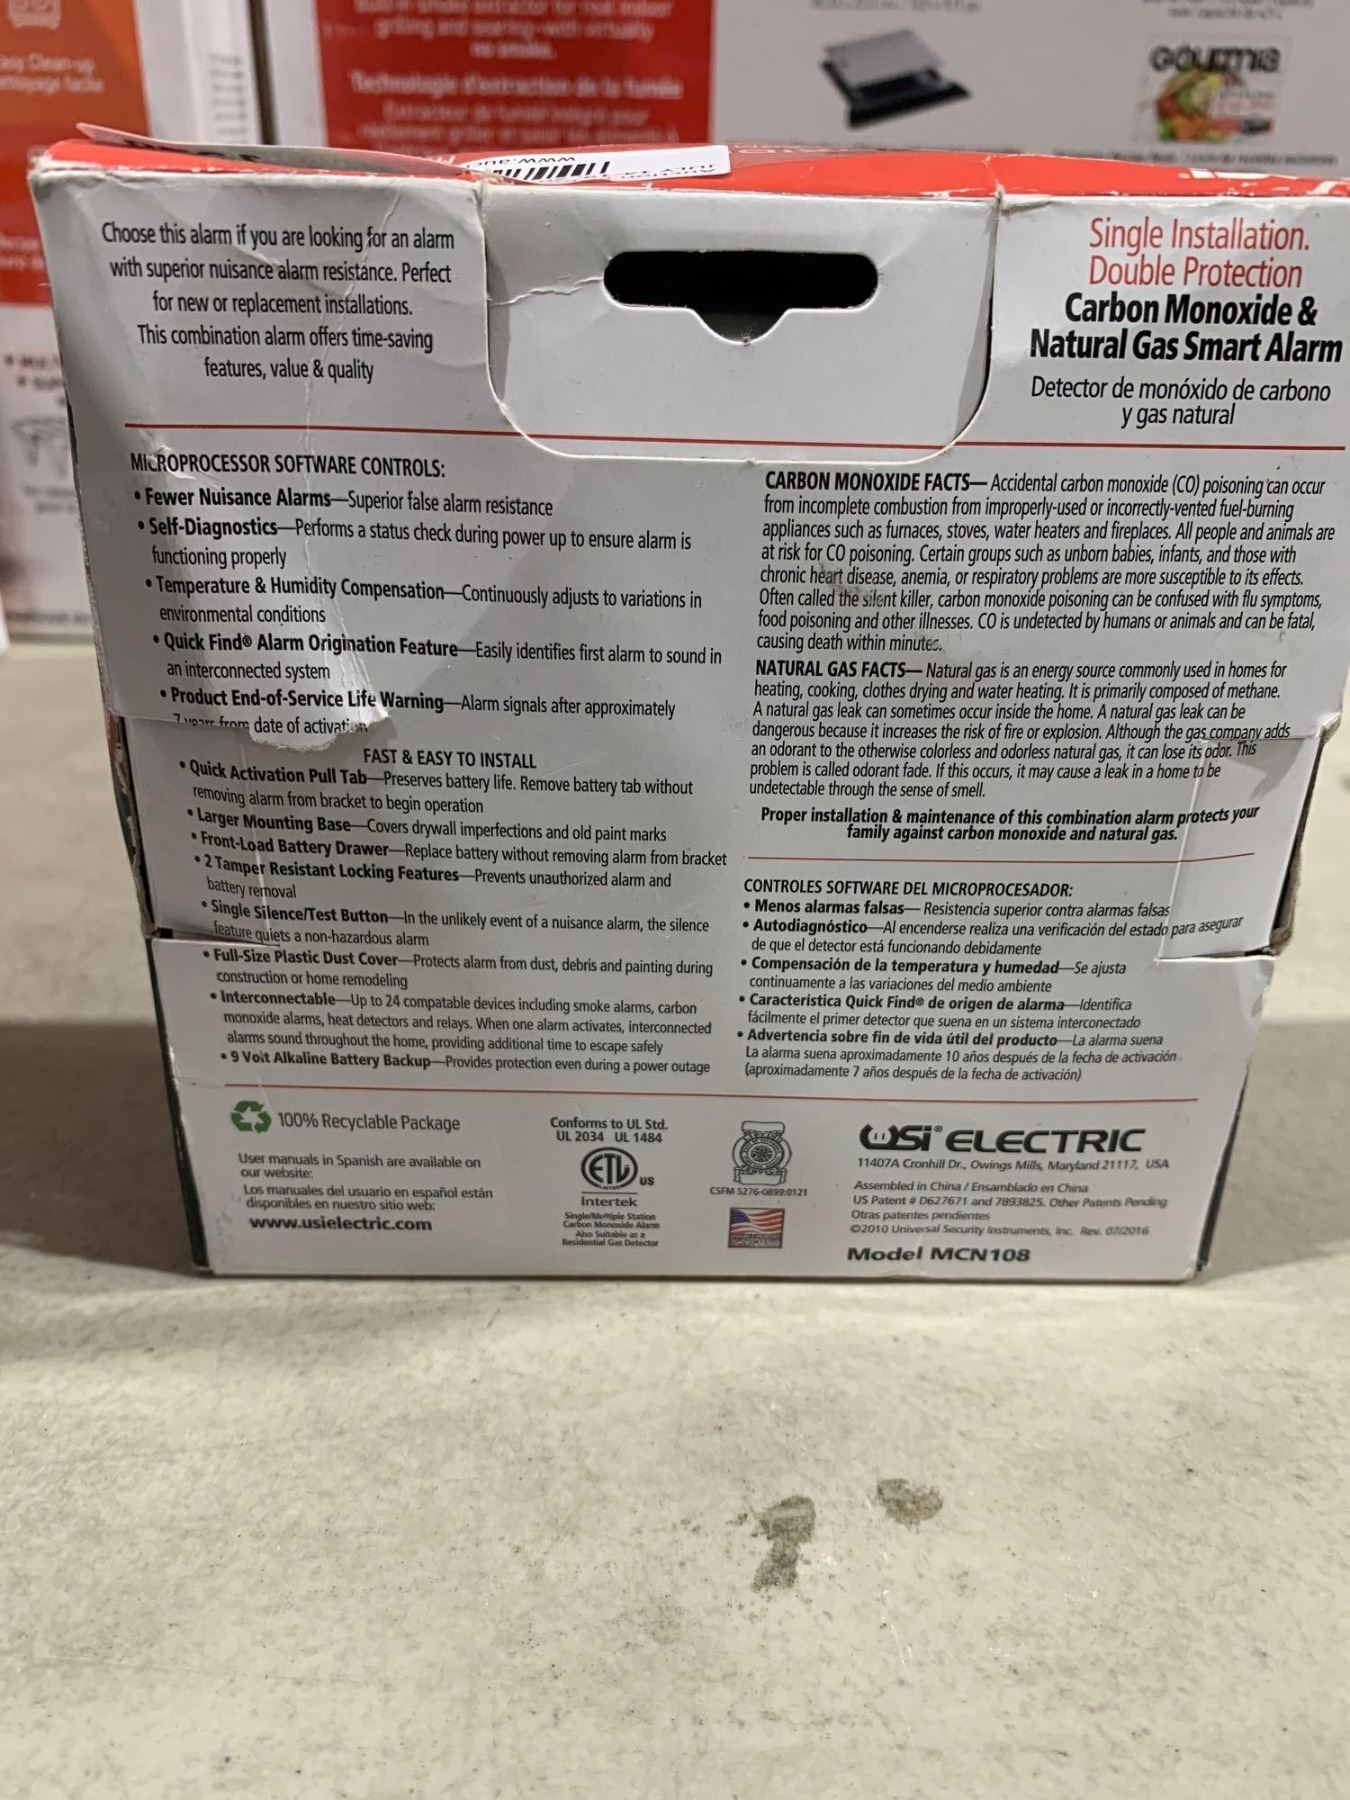 GOURMIS
Technologie d'extraction de la fumée
Choose this alarm if you are looking for an alarm
with superior nuisance alarm resistance. Perfect
for new or replacement installations.
This combination alarm offers time-saving
features, value & quality
Single Installation.
Double Protection
Carbon Monoxide &
Natural Gas Smart Alarm
Detector de monóxido de carbono
y gas natural
MICROPROCESSOR SOFTWARE CONTROLS:
• Fewer Nuisance Alarms—Superior false alarm resistance
• Self-Diagnostics—Performs a status check during power up to ensure alarm is
functioning properly
• Temperature & Humidity Compensation—Continuously adjusts to variations in
environmental conditions
• Quick Find® Alarm Origination Feature—Easily identifies first alarm to sound in
an interconnected system
• Product End-of-Service Life Warning—Alarm signals after approximately
7 years from date of activation
FAST & EASY TO INSTALL
• Quick Activation Pull Tab—Preserves battery life. Remove battery tab without
removing alarm from bracket to begin operation
• Larger Mounting Base—Covers drywall imperfections and old paint marks
• Front-Load Battery Drawer—Replace battery without removing alarm from bracket
• 2 Tamper Resistant Locking Features—Prevents unauthorized alarm and
battery removal
• Single Silence/Test Button—In the unlikely event of a nuisance alarm, the silence
feature quiets a non-hazardous alarm
• Full-Size Plastic Dust Cover—Protects alarm from dust, debris and painting during
construction or home remodeling
• Interconnectable—Up to 24 compatable devices including smoke alarms, carbon
monoxide alarms, heat detectors and relays. When one alarm activates, interconnected
alarms sound throughout the home, providing additional time to escape safely
• 9 Volt Alkaline Battery Backup—Provides protection even during a power outage
CARBON MONOXIDE FACTS— Accidental carbon monoxide (CO) poisoning can occur
from incomplete combustion from improperly-used or incorrectly-vented fuel-burning
appliances such as furnaces, stoves, water heaters and fireplaces. All people and animals are
at risk for CO poisoning. Certain groups such as unborn babies, infants, and those with
chronic heart disease, anemia, or respiratory problems are more susceptible to its effects.
Often called the silent killer, carbon monoxide poisoning can be confused with flu symptoms,
food poisoning and other illnesses. CO is undetected by humans or animals and can be fatal,
causing death within minutes.
NATURAL GAS FACTS— Natural gas is an energy source commonly used in homes for
heating, cooking, clothes drying and water heating. It is primarily composed of methane.
A natural gas leak can sometimes occur inside the home. A natural gas leak can be
dangerous because it increases the risk of fire or explosion. Although the gas company adds
an odorant to the otherwise colorless and odorless natural gas, it can lose its odor. This
problem is called odorant fade. If this occurs, it may cause a leak in a home to be
undetectable through the sense of smell.
Proper installation & maintenance of this combination alarm protects your
family against carbon monoxide and natural gas.
CONTROLES SOFTWARE DEL MICROPROCESADOR:
• Menos alarmas falsas— Resistencia superior contra alarmas falsas
• Autodiagnóstico—Al encenderse realiza una verificación del estado para asegurar
de que el detector está funcionando debidamente
• Compensación de la temperatura y humedad—Se ajusta
continuamente a las variaciones del medio ambiente
• Característica Quick Find® de origen de alarma—Identifica
fácilmente el primer detector que suena en un sistema interconectado
• Advertencia sobre fin de vida útil del producto—La alarma suena
La alarma suena aproximadamente 10 años después de la fecha de activación
(aproximadamente 7 años después de la fecha de activación)
100% Recyclable Package
User manuals in Spanish are available on
our website:
Los manuales del usuario en español están
disponibles en nuestro sitio web:
www.usielectric.com
Conforms to UL Std.
UL 2034 UL 1484
ETL US
Intertek
Single/Multiple Station
Carbon Monoxide Alarm
Also Suitable as a
Residential Gas Detector
CSFM 5276-0899:0121
USi® ELECTRIC
11407A Cronhill Dr., Owings Mills, Maryland 21117, USA
Assembled in China / Ensamblado en China
US Patent # D627671 and 7893825. Other Patents Pending
Otras patentes pendientes
©2010 Universal Security Instruments, Inc. Rev. 07/2016
Model MCN108